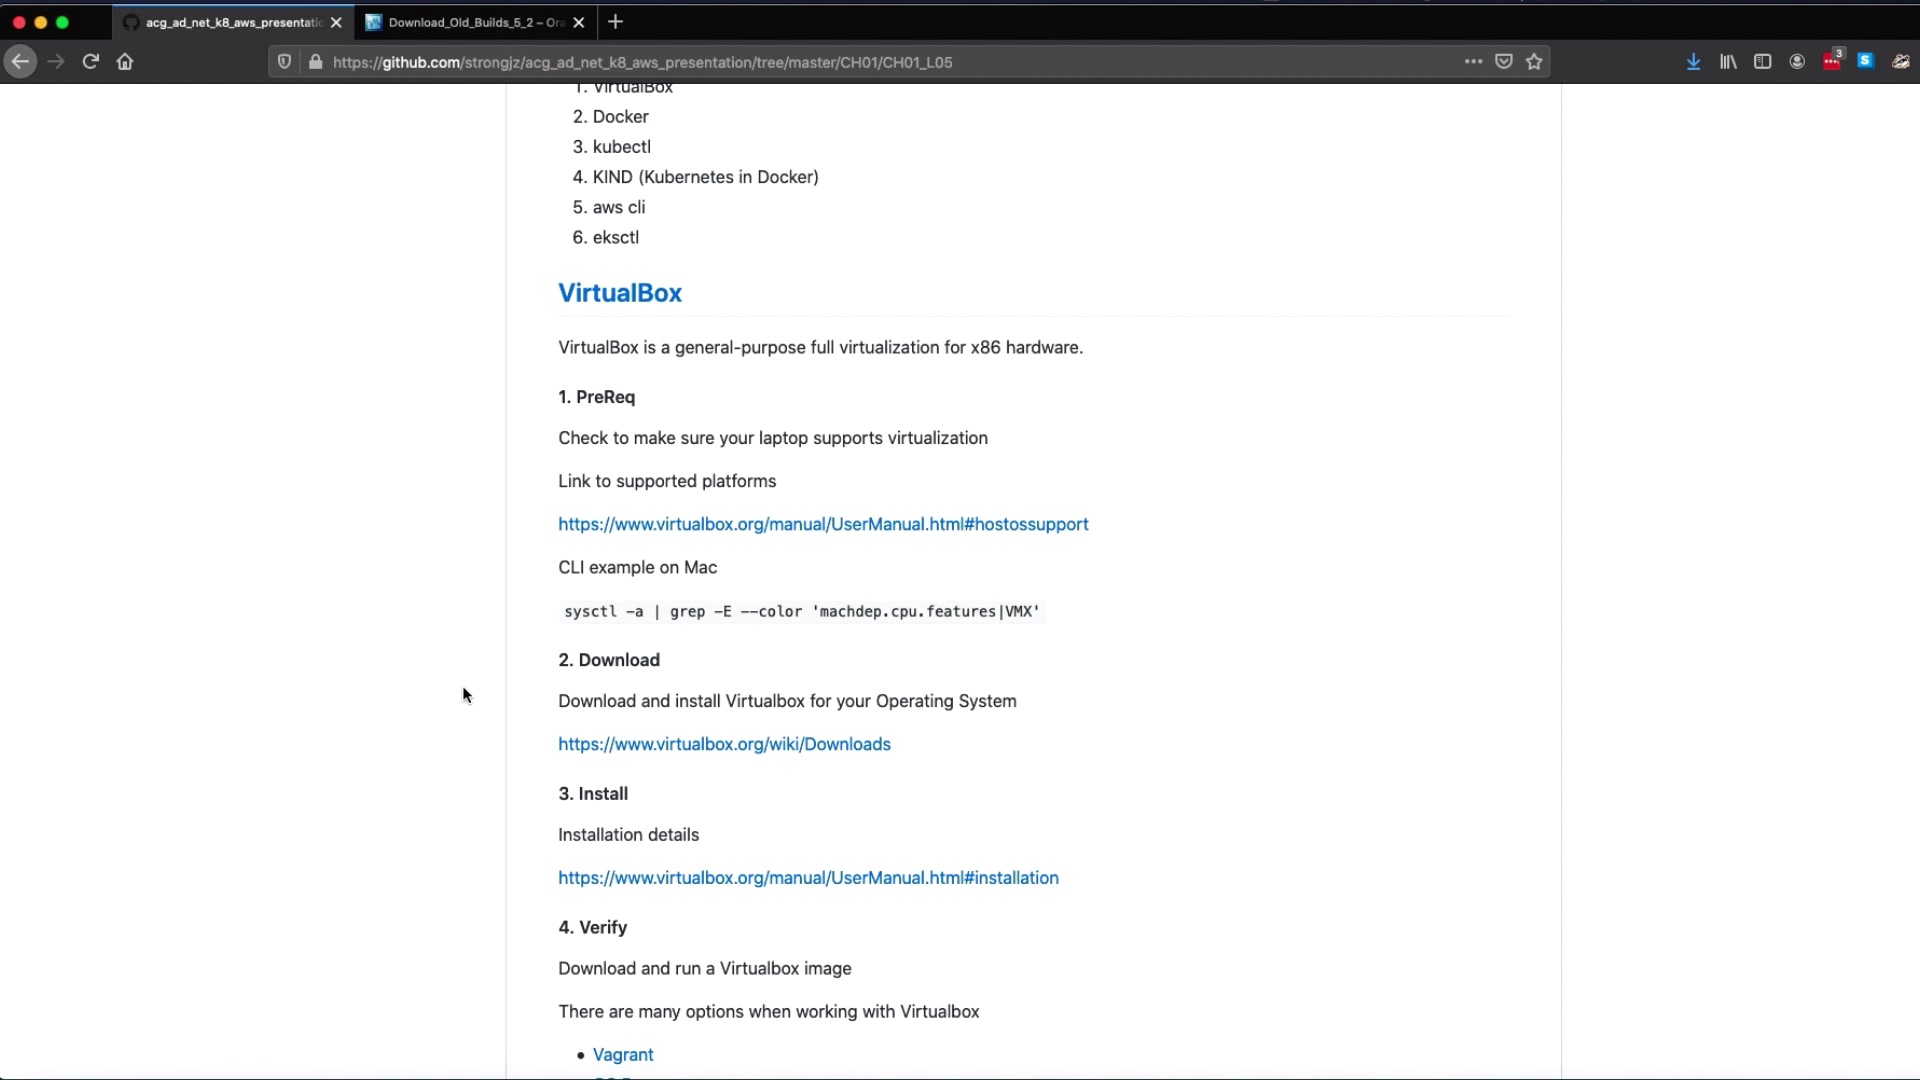 acg_ad_net_k8_aws_presentatio
Download_Old_Builds_5_2 – Ora
https://github.com/strongjz/acg_ad_net_k8_aws_presentation/tree/master/CH01/CH01_L05
3
S
1. VirtualBox
2. Docker
3. kubectl
4. KIND (Kubernetes in Docker)
5. aws cli
6. eksctl
VirtualBox
VirtualBox is a general-purpose full virtualization for x86 hardware.
1. PreReq
Check to make sure your laptop supports virtualization
Link to supported platforms
https://www.virtualbox.org/manual/UserManual.html#hostossupport
CLI example on Mac
sysctl -a | grep -E --color 'machdep.cpu.features|VMX'
2. Download
Download and install Virtualbox for your Operating System
https://www.virtualbox.org/wiki/Downloads
3. Install
Installation details
https://www.virtualbox.org/manual/UserManual.html#installation
4. Verify
Download and run a Virtualbox image
There are many options when working with Virtualbox
• Vagrant